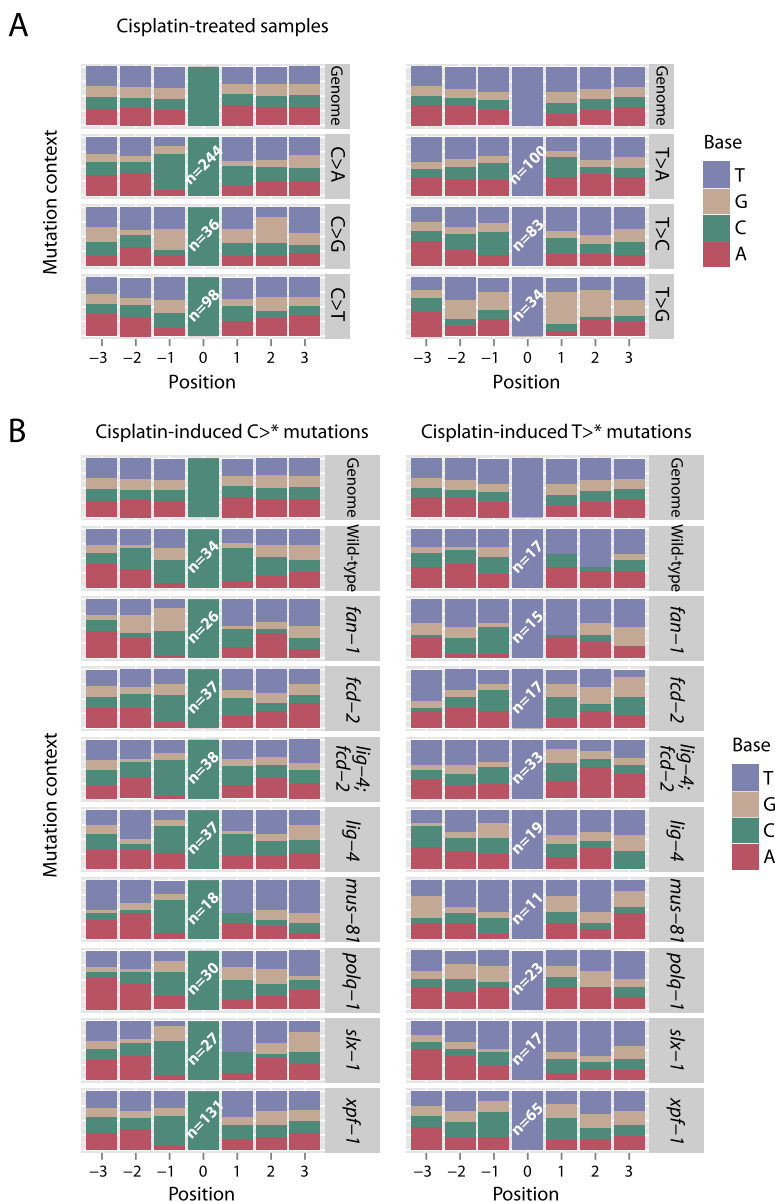 A
Cisplatin-treated samples
Mutation context
Genome
Genome
n=244
C>A
n=100
T>A
n=36
C>G
n=83
T>C
n=98
C>T
n=34
T>G
−3 −2 −1 0 1 2 3
Position
−3 −2 −1 0 1 2 3
Position
Base
T
G
C
A
B
Cisplatin-induced C>* mutations
Cisplatin-induced T>* mutations
Mutation context
Genome
Genome
n=34
Wild-type
n=17
Wild-type
n=26
fan−1
n=15
fan−1
n=37
fcd−2
n=17
fcd−2
n=38
lig−4;
fcd−2
n=33
lig−4;
fcd−2
n=37
lig−4
n=19
lig−4
n=18
mus−81
n=11
mus−81
n=30
polq−1
n=23
polq−1
n=27
slx−1
n=17
slx−1
n=131
xpf−1
n=65
xpf−1
−3 −2 −1 0 1 2 3
Position
−3 −2 −1 0 1 2 3
Position
Base
T
G
C
A